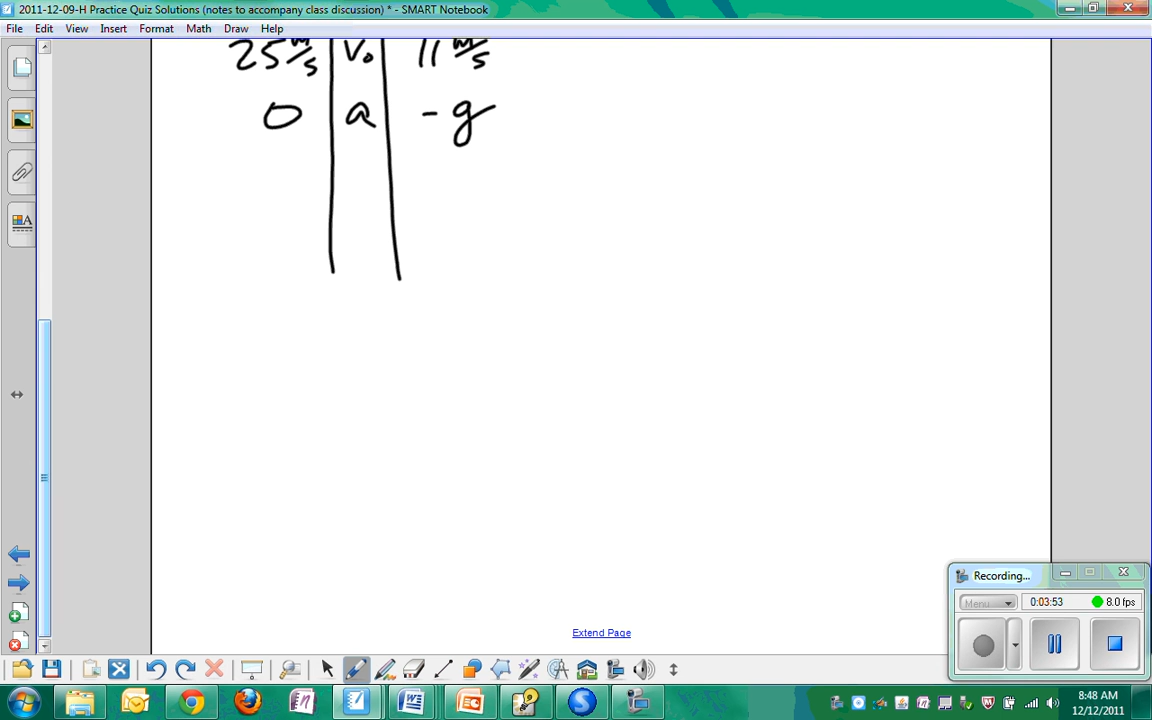 2011-12-09-H Practice Quiz Solutions (notes to accompany class discussion) * - SMART Notebook
File Edit View Insert Format Math Draw Help
25 m/s v₀ 11 m/s
0 a -g
Recording...
Menu 0:03:53 8.0 fps
Extend Page
8:48 AM
12/12/2011